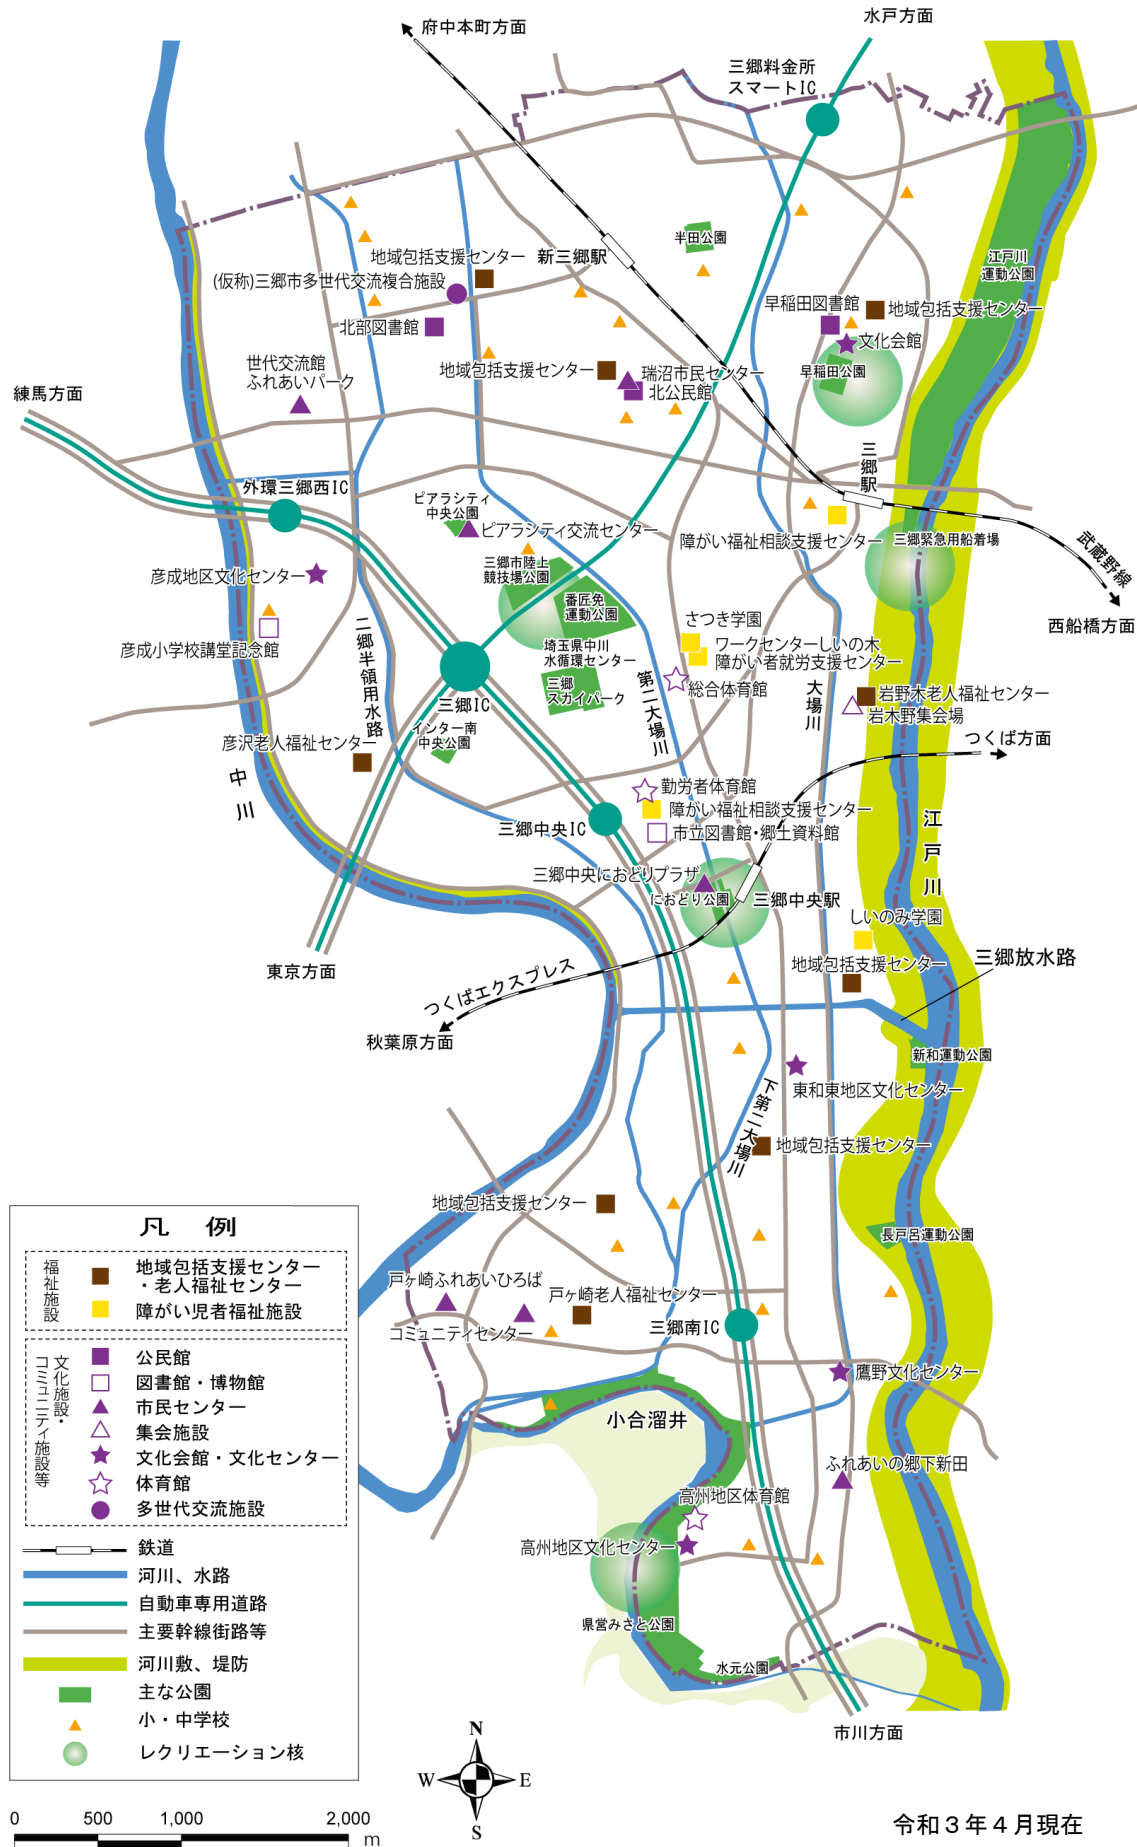 水戸方面
府中本町方面
三郷料金所
スマートIC
半田公園
新三郷駅
地域包括支援センター
(仮称)三郷市多世代交流複合施設
北部図書館
江戸川
運動公園
早稲田図書館
地域包括支援センター
文化会館
早稲田公園
世代交流館
ふれあいパーク
地域包括支援センター
瑞沼市民センター
北公民館
練馬方面
三郷駅
外環三郷西IC
ピアラシティ
中央公園
ピアラシティ交流センター
障がい福祉相談支援センター
三郷緊急用船着場
武蔵野線
西船橋方面
三郷市陸上
競技場公園
彦成地区文化センター
番匠免
運動公園
さつき学園
ワークセンターしいの木
障がい者就労支援センター
彦成小学校講堂記念館
二郷半領用水路
埼玉県中川
水循環センター
三郷
スカイパーク
第二大場川
総合体育館
大場川
岩野木老人福祉センター
岩木野集会場
三郷IC
インター南
中央公園
彦沢老人福祉センター
つくば方面
中川
勤労者体育館
障がい福祉相談支援センター
市立図書館・郷土資料館
三郷中央IC
江戸川
三郷中央におどりプラザ
におどり公園
三郷中央駅
しいのみ学園
地域包括支援センター
三郷放水路
東京方面
つくばエクスプレス
秋葉原方面
新和運動公園
東和東地区文化センター
下第二大場川
地域包括支援センター
地域包括支援センター
長戸呂運動公園
戸ヶ崎ふれあいひろば
戸ヶ崎老人福祉センター
コミュニティセンター
三郷南IC
鷹野文化センター
小合溜井
ふれあいの郷下新田
高州地区体育館
高州地区文化センター
県営みさと公園
水元公園
市川方面
凡　例
福祉施設
地域包括支援センター
・老人福祉センター
障がい児者福祉施設
文化施設・
コミュニティ施設等
公民館
図書館・博物館
市民センター
集会施設
文化会館・文化センター
体育館
多世代交流施設
鉄道
河川、水路
自動車専用道路
主要幹線街路等
河川敷、堤防
主な公園
小・中学校
レクリエーション核
N
W
E
S
0 500 1,000 2,000 m
令和３年４月現在